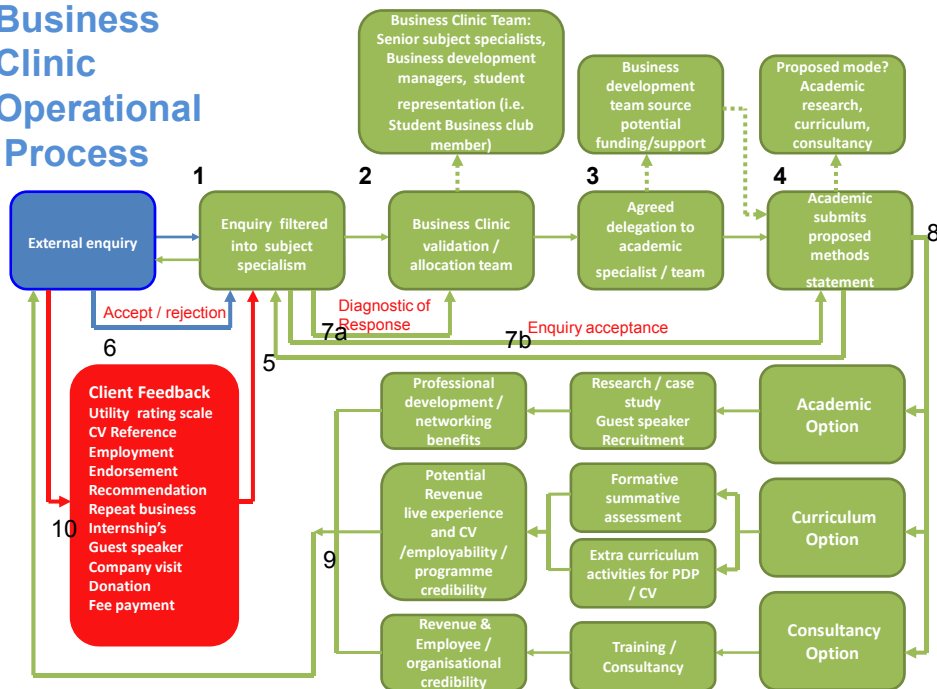 Business
Clinic
Operational
Process
Business Clinic Team:
Senior subject specialists,
Business development
managers, student
representation (i.e.
Student Business club
member)
Business
development
team source
potential
funding/support
Proposed mode?
Academic
research,
curriculum,
consultancy
1
2
3
4
External enquiry
Enquiry filtered
into subject
specialism
Business Clinic
validation /
allocation team
Agreed
delegation to
academic
specialist / team
Academic
submits
proposed
methods
statement
8
Accept / rejection
Diagnostic of
Response
7a
Enquiry acceptance
7b
6
5
Client Feedback
Utility rating scale
CV Reference
Employment
Endorsement
Recommendation
Repeat business
Internship's
Guest speaker
Company visit
Donation
Fee payment
10
9
Professional
development /
networking
benefits
Research / case
study
Guest speaker
Recruitment
Academic
Option
Potential
Revenue
live experience
and CV
/employability /
programme
credibility
Formative
summative
assessment
Extra curriculum
activities for PDP
/ CV
Curriculum
Option
Revenue &
Employee /
organisational
credibility
Training /
Consultancy
Consultancy
Option